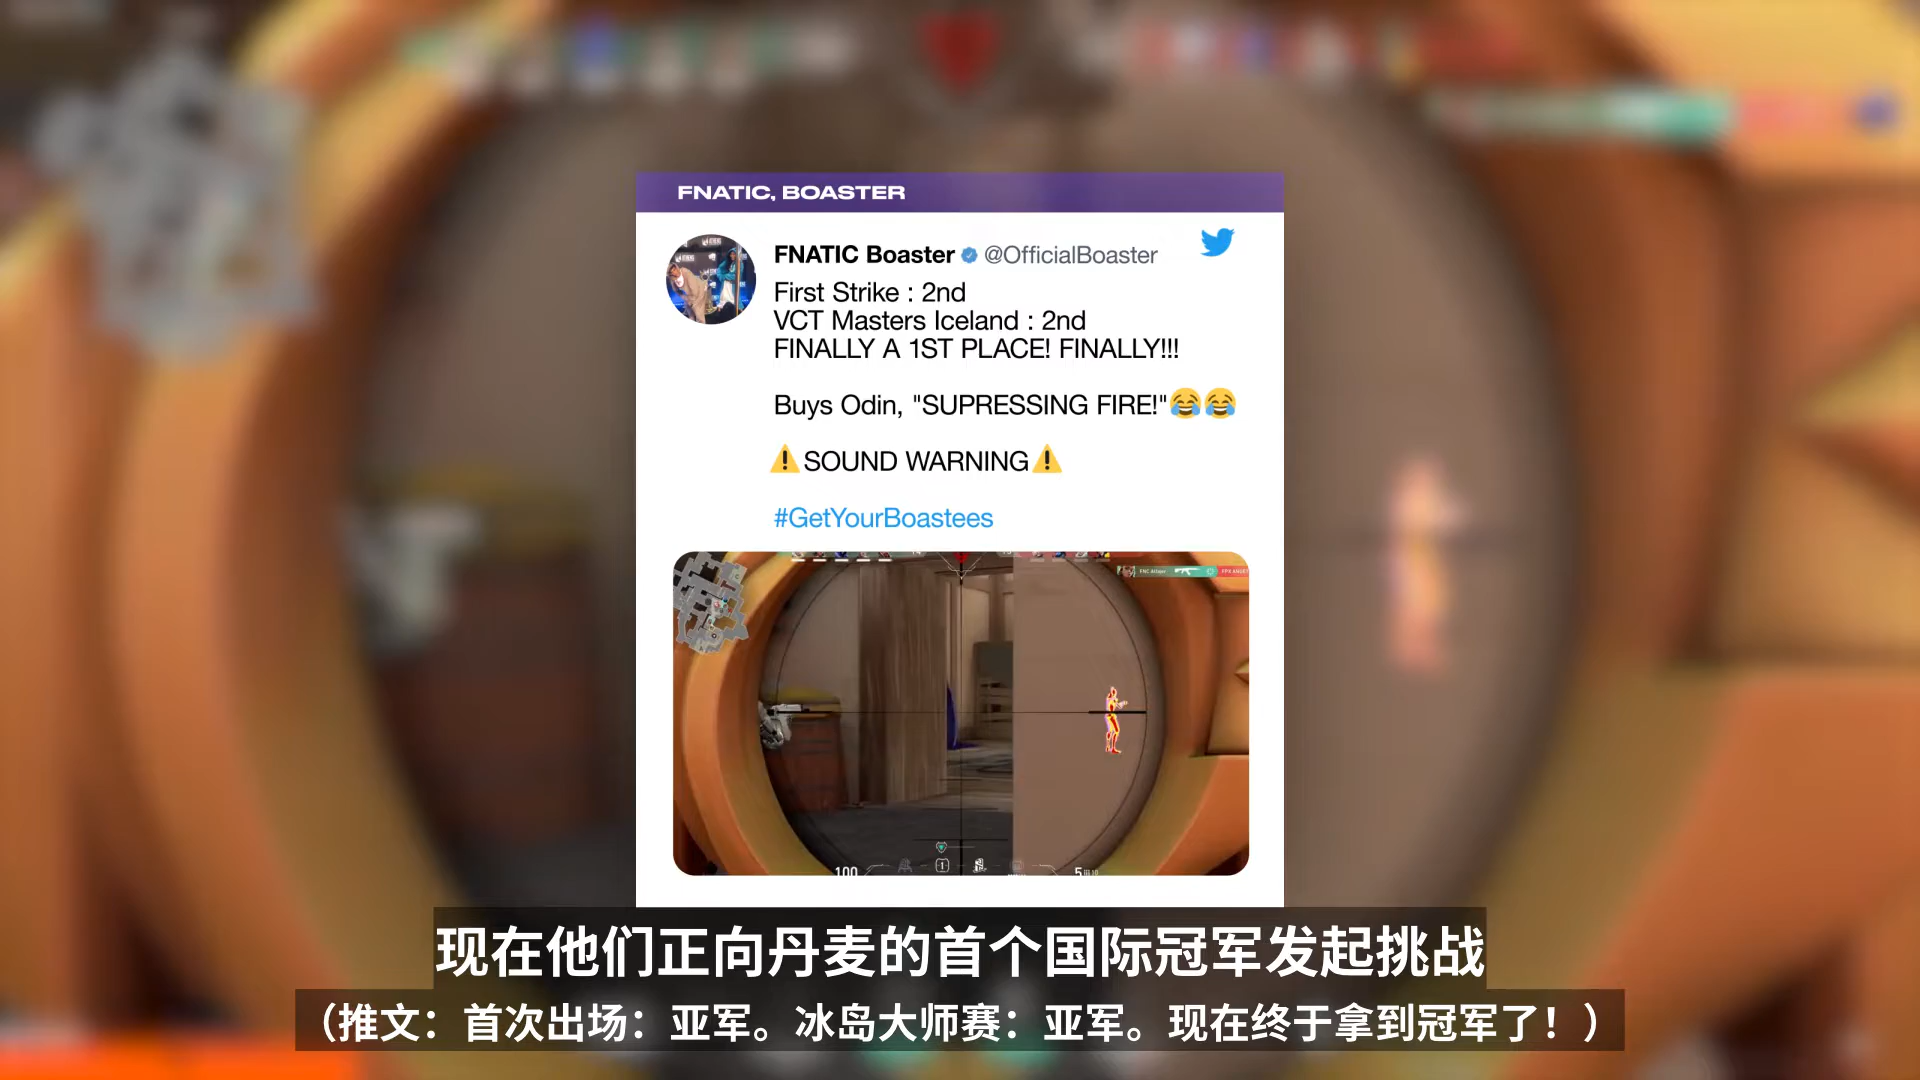 FNATIC, BOASTER
FNATIC Boaster @OfficialBoaster
First Strike : 2nd
VCT Masters Iceland : 2nd
FINALLY A 1ST PLACE! FINALLY!!!
Buys Odin, "SUPRESSING FIRE!"😂😂
⚠️SOUND WARNING⚠️
#GetYourBoastees
100
5
现在他们正向丹麦的首个国际冠军发起挑战
（推文：首次出场：亚军。冰岛大师赛：亚军。现在终于拿到冠军了！）